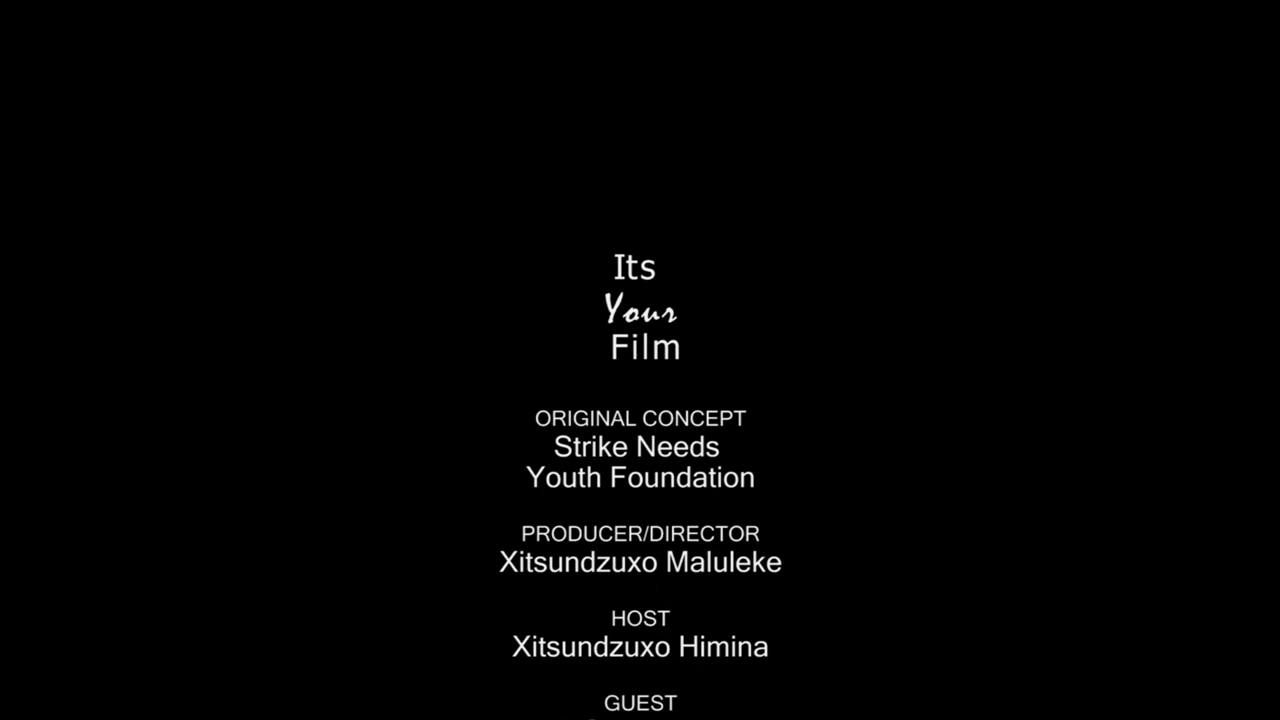 Its
Your
Film
ORIGINAL CONCEPT
Strike Needs
Youth Foundation
PRODUCER/DIRECTOR
Xitsundzuxo Maluleke
HOST
Xitsundzuxo Himina
GUEST